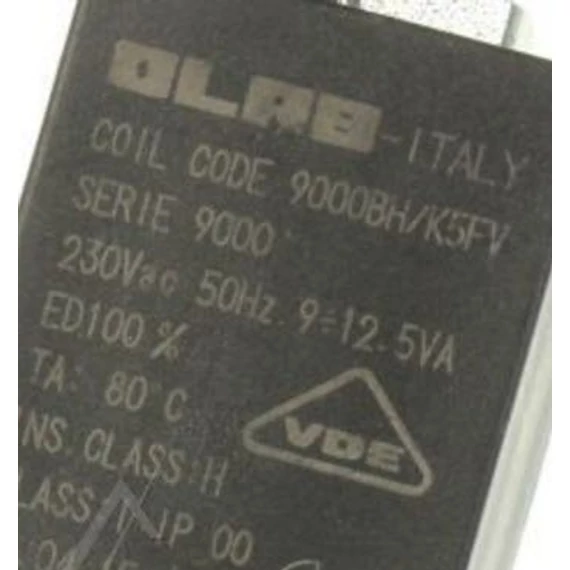 OLAB-ITALY
COIL CODE 9000BH/K5FV
SERIE 9000
230Vac 50Hz 9÷12.5VA
ED100%
TA: 80°C
VDE
INS. CLASS:H
IP 00